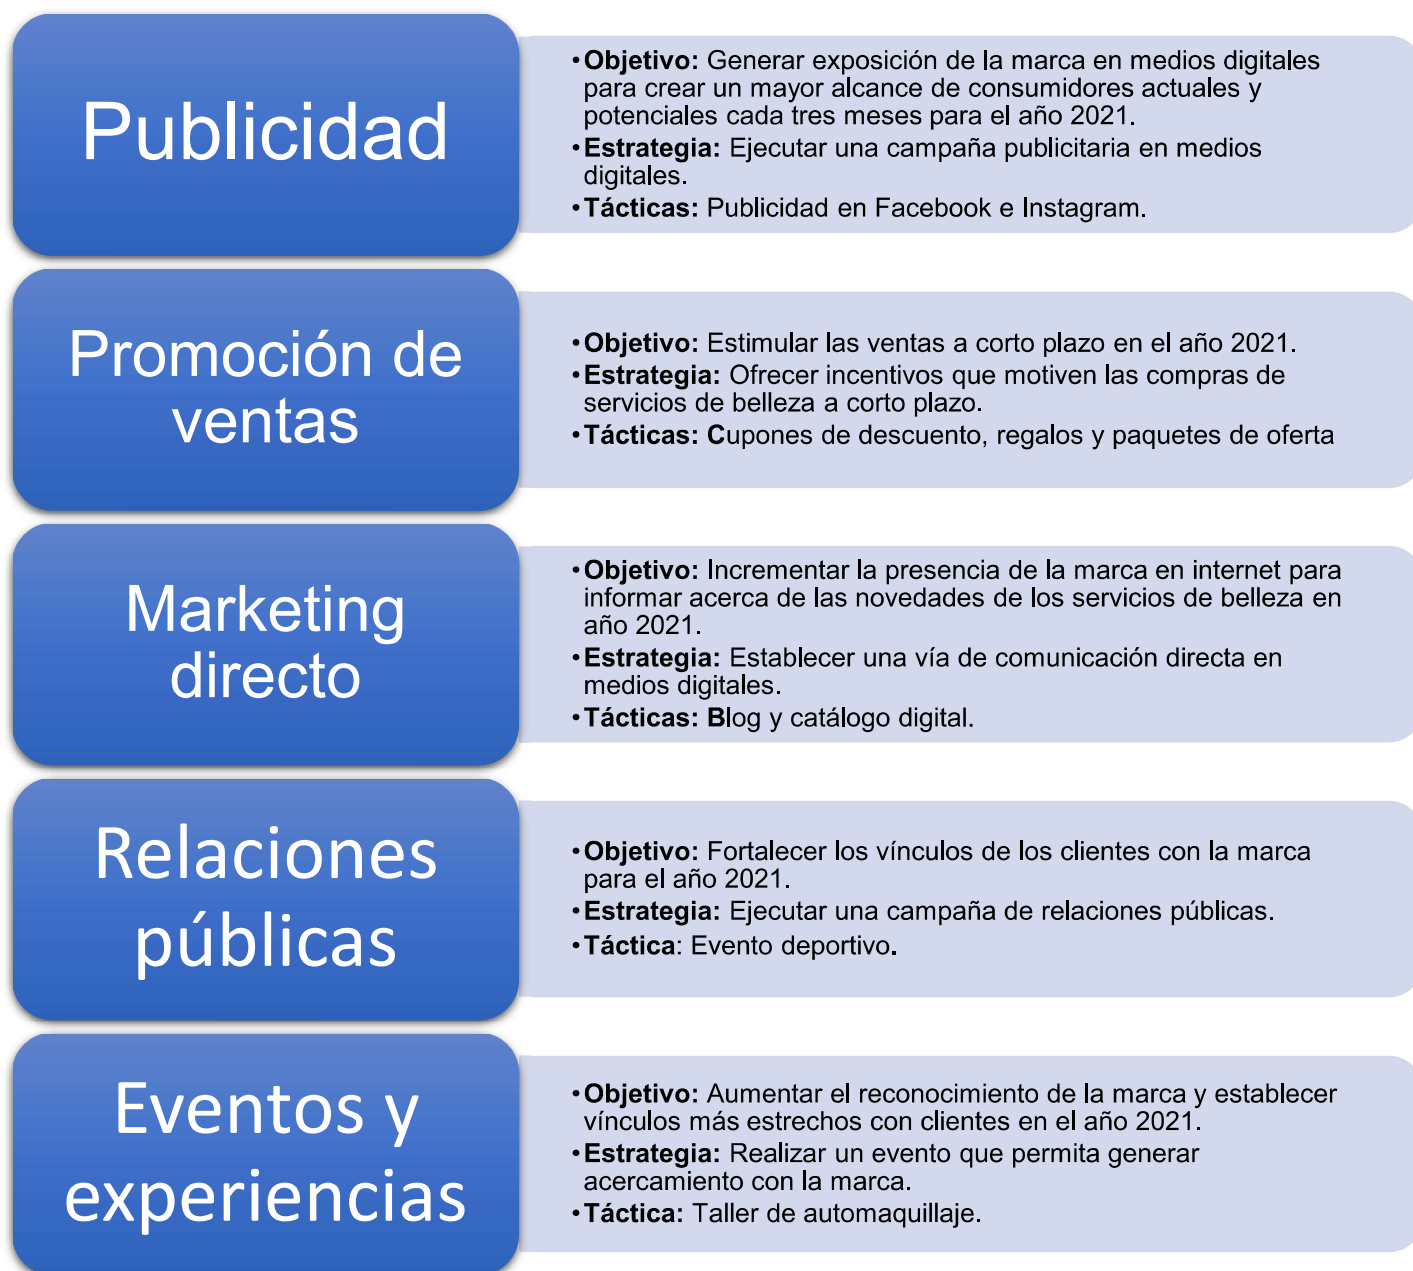 Publicidad
•Objetivo: Generar exposición de la marca en medios digitales
para crear un mayor alcance de consumidores actuales y
potenciales cada tres meses para el año 2021.
•Estrategia: Ejecutar una campaña publicitaria en medios
digitales.
•Tácticas: Publicidad en Facebook e Instagram.
Promoción de
ventas
•Objetivo: Estimular las ventas a corto plazo en el año 2021.
•Estrategia: Ofrecer incentivos que motiven las compras de
servicios de belleza a corto plazo.
•Tácticas: Cupones de descuento, regalos y paquetes de oferta
Marketing
directo
•Objetivo: Incrementar la presencia de la marca en internet para
informar acerca de las novedades de los servicios de belleza en
año 2021.
•Estrategia: Establecer una vía de comunicación directa en
medios digitales.
•Tácticas: Blog y catálogo digital.
Relaciones
públicas
•Objetivo: Fortalecer los vínculos de los clientes con la marca
para el año 2021.
•Estrategia: Ejecutar una campaña de relaciones públicas.
•Táctica: Evento deportivo.
Eventos y
experiencias
•Objetivo: Aumentar el reconocimiento de la marca y establecer
vínculos más estrechos con clientes en el año 2021.
•Estrategia: Realizar un evento que permita generar
acercamiento con la marca.
•Táctica: Taller de automaquillaje.